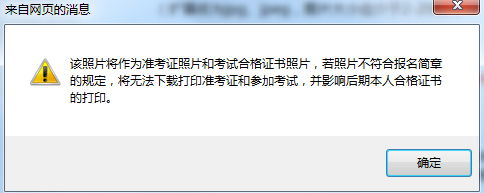 来自网页的消息
该照片将作为准考证照片和考试合格证书照片，若照片不符合报名简章
的规定，将无法下载打印准考证和参加考试，并影响后期本人合格证书
的打印。
确定